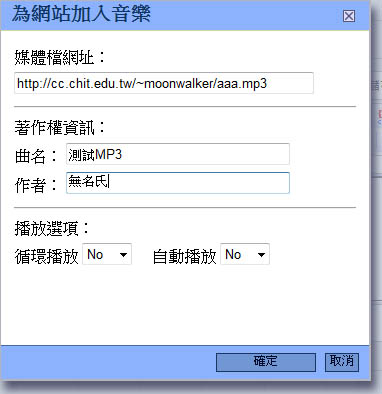 為網站加入音樂
媒體檔網址：
http://cc.chit.edu.tw/~moonwalker/aaa.mp3
著作權資訊：
曲名： 測試MP3
作者： 無名氏
播放選項：
循環播放 No 自動播放 No
確定 取消